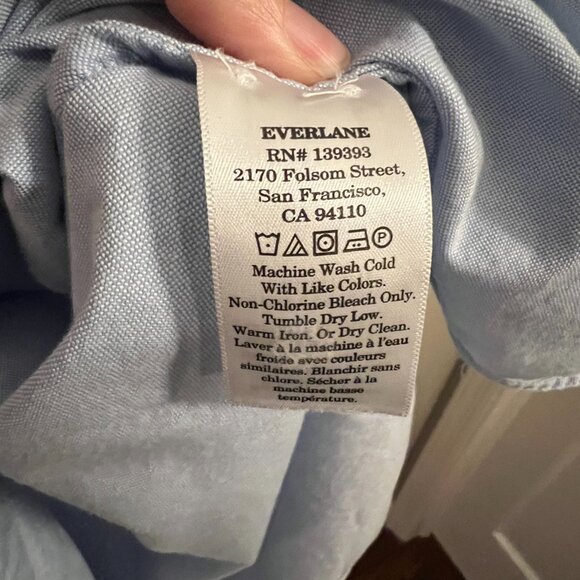 EVERLANE
RN# 139393
2170 Folsom Street,
San Francisco,
CA 94110
Machine Wash Cold
With Like Colors.
Non-Chlorine Bleach Only.
Tumble Dry Low.
Warm Iron. Or Dry Clean.
Laver à la machine à l'eau
froide avec couleurs
similaires. Blanchir sans
chlore. Sécher à la
machine basse
température.